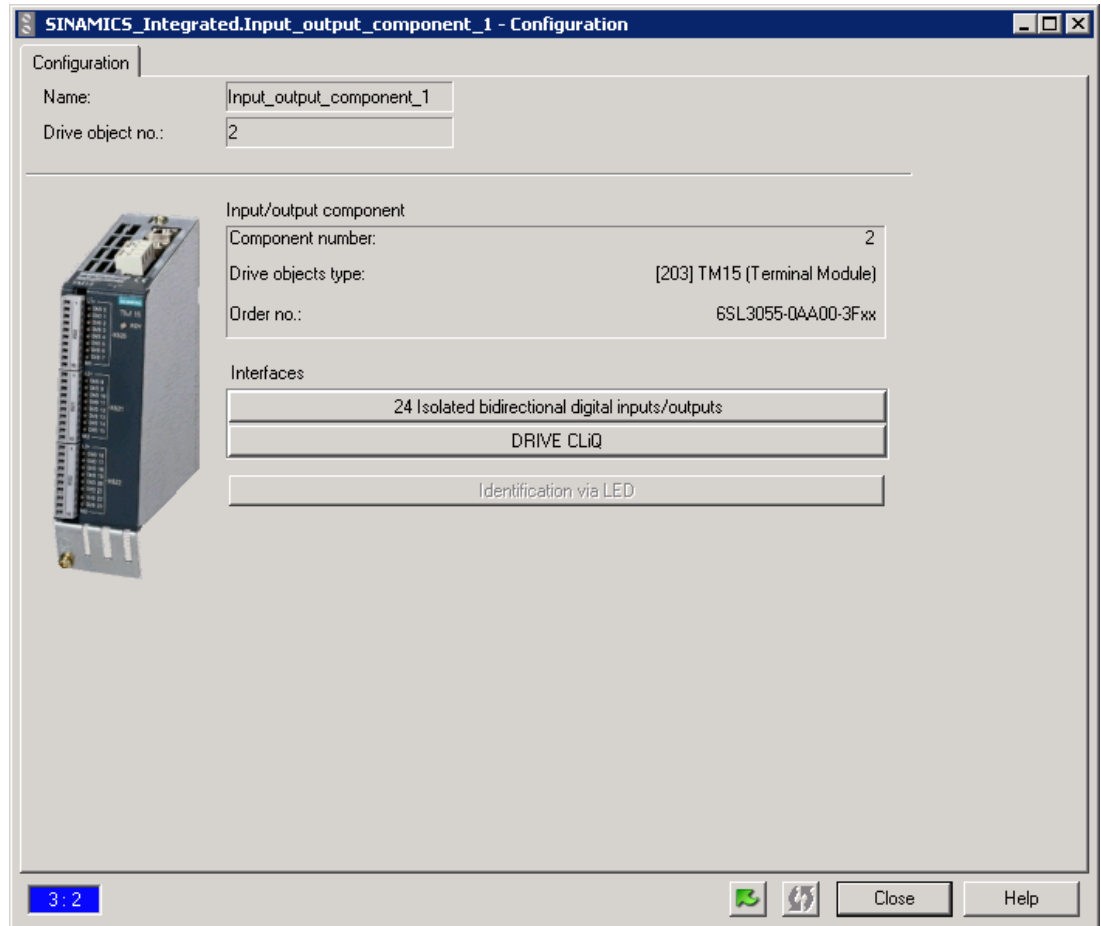 SINAMICS_Integrated.Input_output_component_1 - Configuration
Configuration
Name: Input_output_component_1
Drive object no.: 2
Input/output component
Component number: 2
Drive objects type: [203] TM15 (Terminal Module)
Order no.: 6SL3055-0AA00-3Fxx
Interfaces
24 Isolated bidirectional digital inputs/outputs
DRIVE CLiQ
Identification via LED
3 : 2
Close
Help